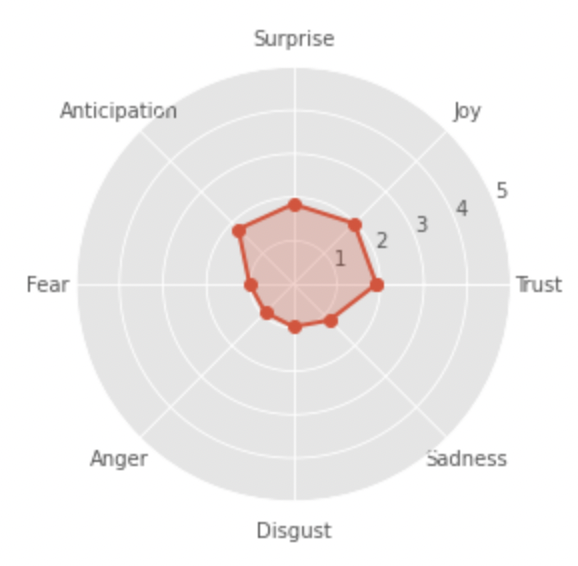 Surprise
Anticipation
Joy
5
4
3
2
1
Fear
Trust
Anger
Sadness
Disgust